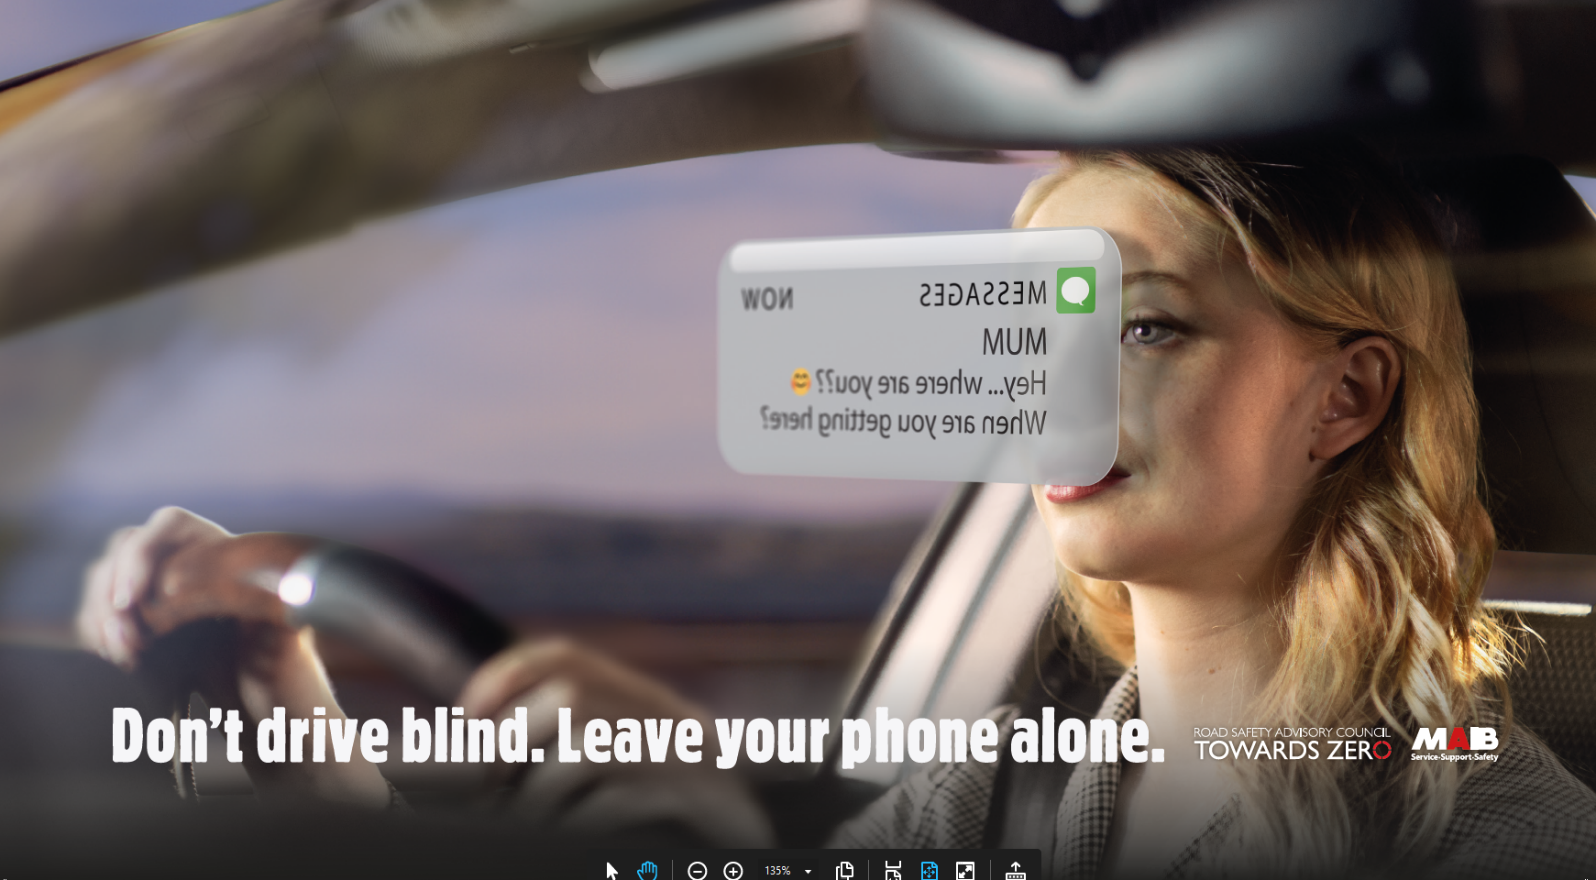 MESSAGES NOW
MUM
Hey... where are you?? 🤗
When are you getting here?
Don't drive blind. Leave your phone alone.
ROAD SAFETY ADVISORY COUNCIL
TOWARDS ZERO
MAB
Service-Support-Safety
135%